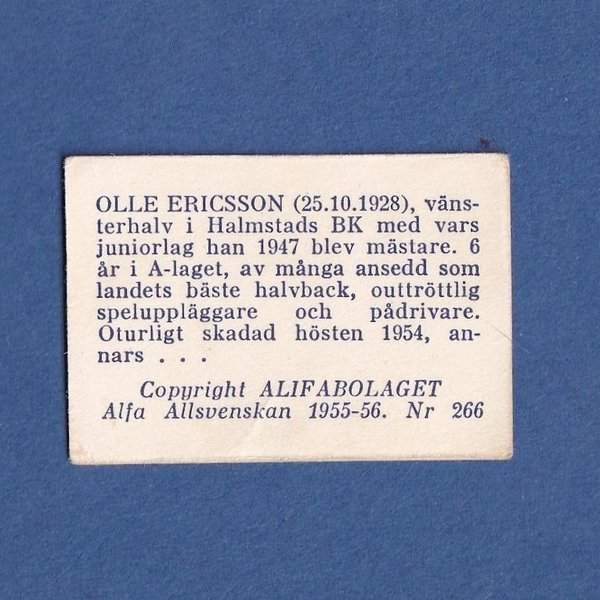 OLLE ERICSSON (25.10.1928), väns-
terhalv i Halmstads BK med vars
juniorlag han 1947 blev mästare. 6
år i A-laget, av många ansedd som
landets bäste halvback, outtröttlig
speluppläggare och pådrivare.
Oturligt skadad hösten 1954, an-
nars . . .
Copyright ALIFABOLAGET
Alfa Allsvenskan 1955-56. Nr 266